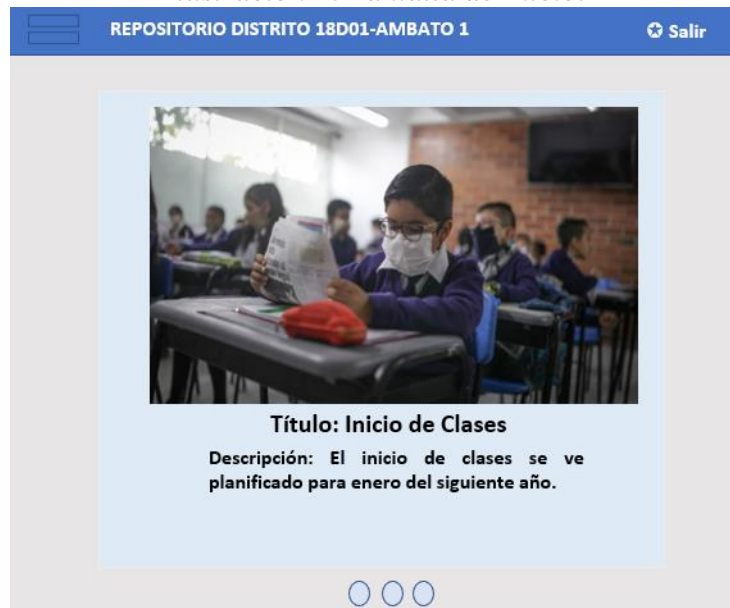 REPOSITORIO DISTRITO 18D01-AMBATO 1
Salir
Título: Inicio de Clases
Descripción: El inicio de clases se ve
planificado para enero del siguiente año.